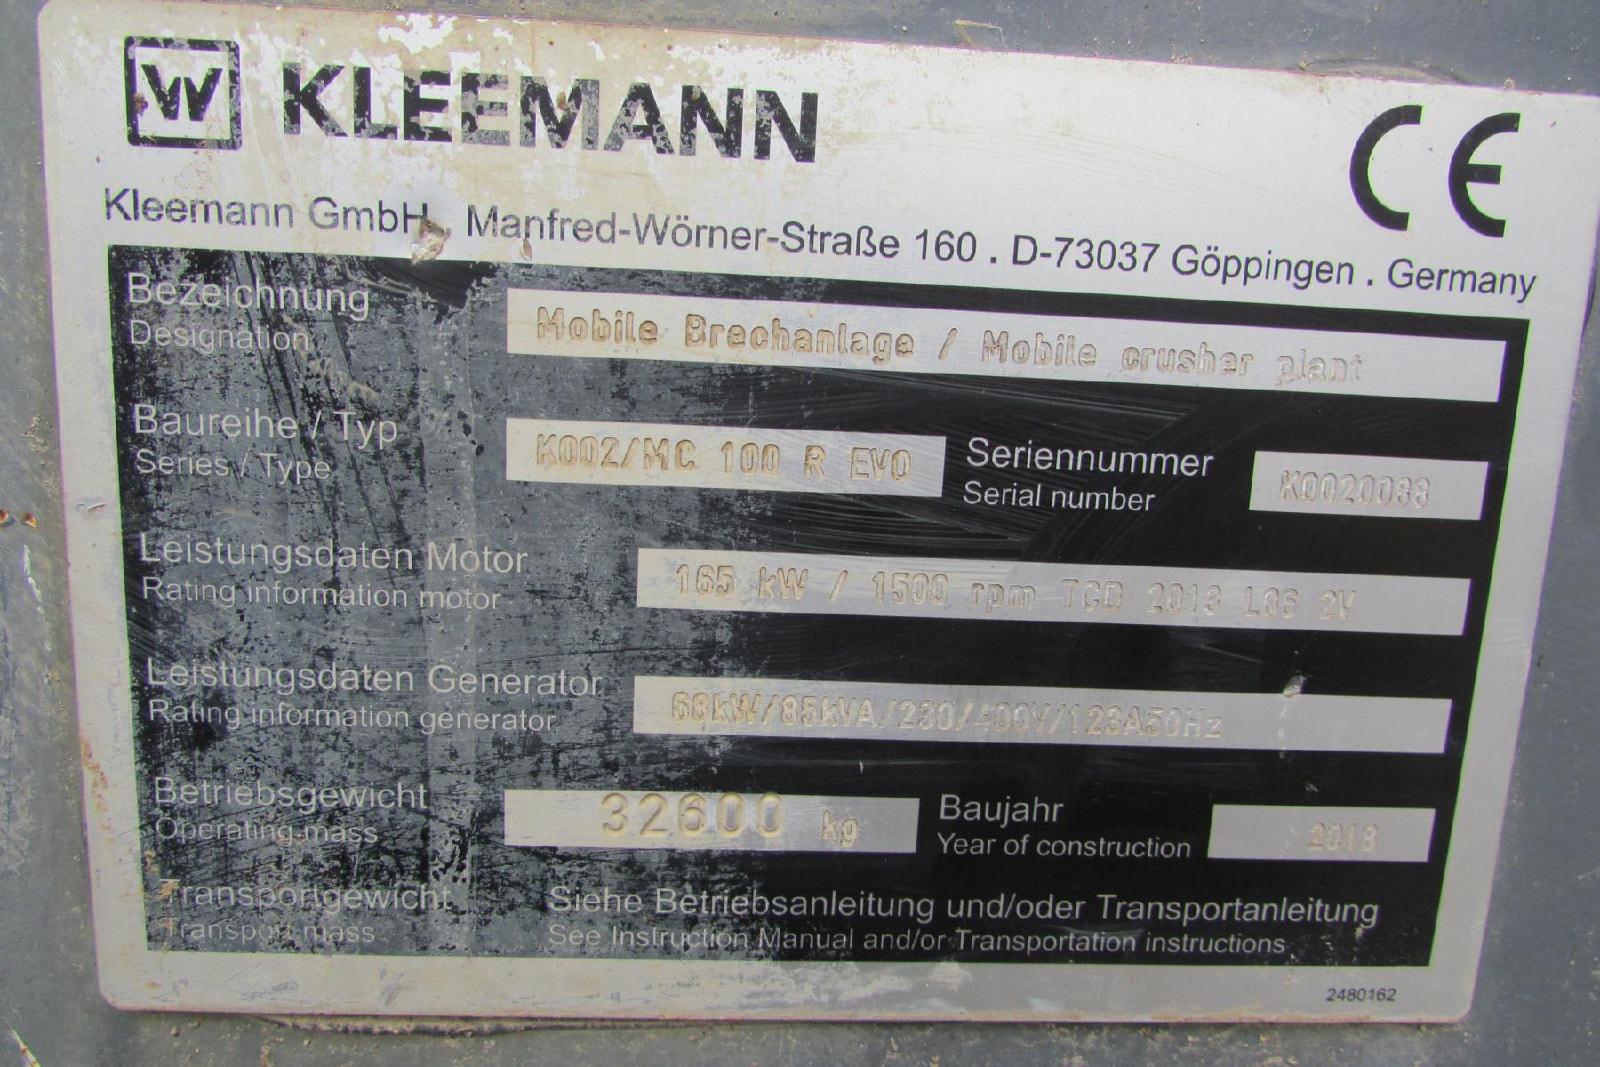 W KLEEMANN
CE
Kleemann GmbH, Manfred-Wörner-Straße 160 . D-73037 Göppingen . Germany
Bezeichnung
Designation
Mobile Brechanlage / Mobile crusher plant
Baureihe / Typ
Series / Type
K002/MC 100 R EVO
Seriennummer
Serial number
Leistungsdaten Motor
Rating information motor
165 kW / 1500 rpm TCD 2013 L06 2V
Leistungsdaten Generator
Rating information generator
68kW/85kVA/230/400V/123A50Hz
Betriebsgewicht
Operating mass
32600 kg
Baujahr
Year of construction
Transportgewicht
Transport mass
Siehe Betriebsanleitung und/oder Transportanleitung
See Instruction Manual and/or Transportation instructions
2480162